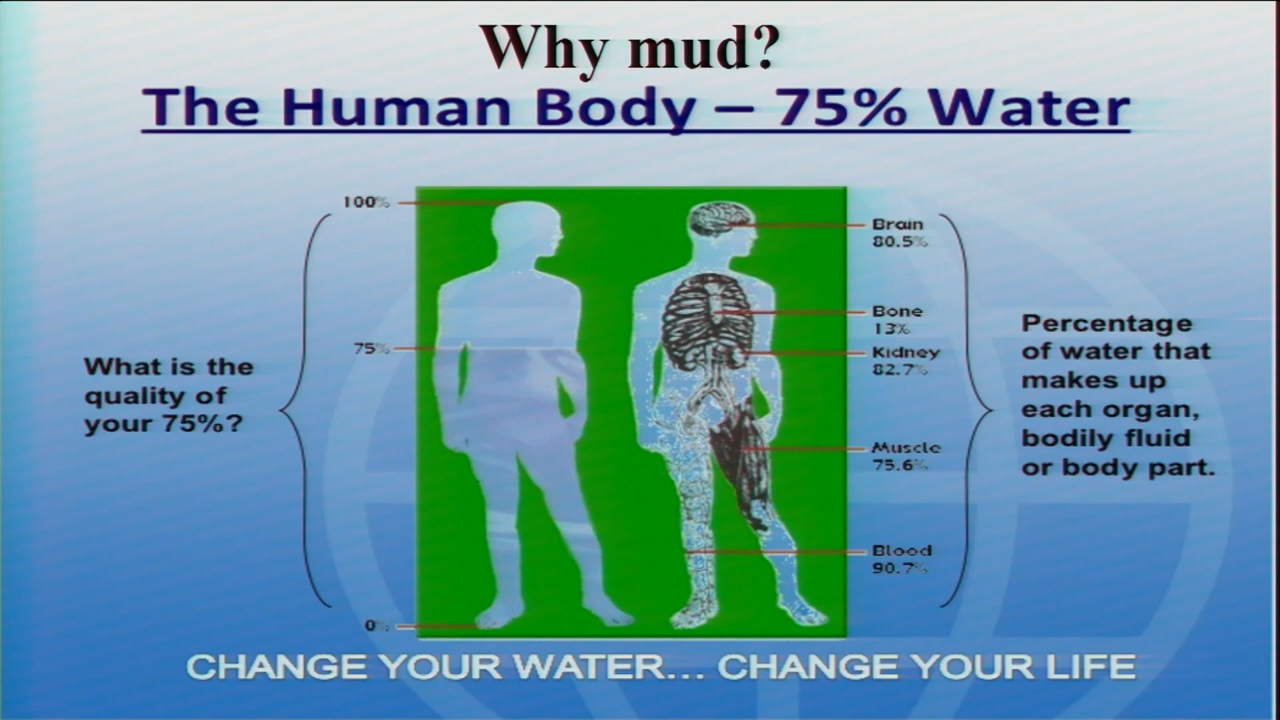 Why mud?
The Human Body – 75% Water
100%
75%
0%
What is the
quality of
your 75%?
Brain
80.5%
Bone
13%
Kidney
82.7%
Muscle
75.6%
Blood
90.7%
Percentage
of water that
makes up
each organ,
bodily fluid
or body part.
CHANGE YOUR WATER... CHANGE YOUR LIFE